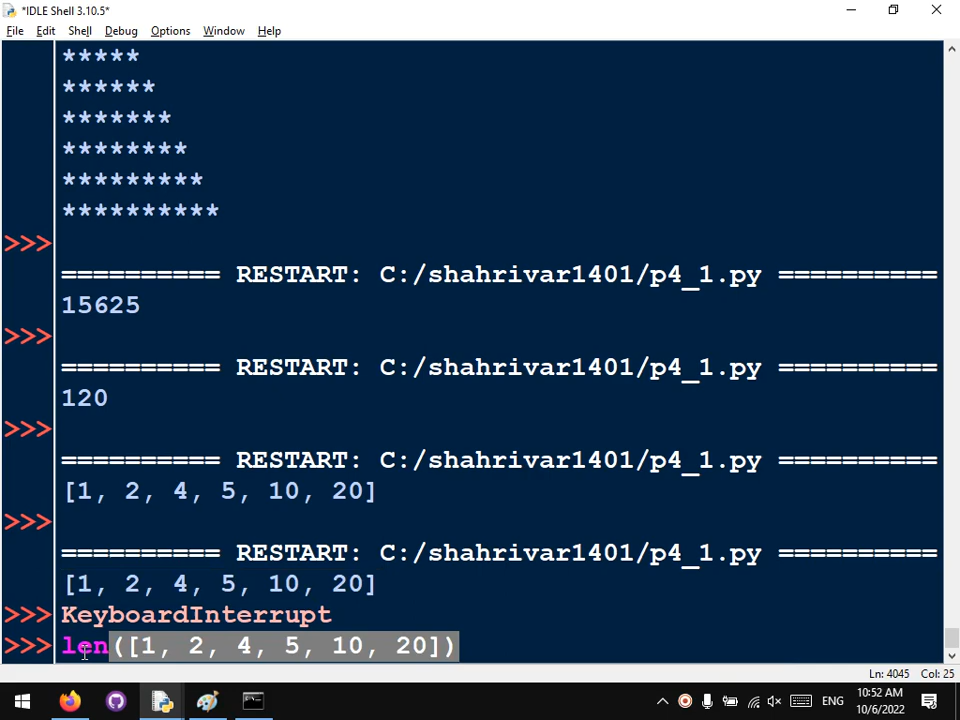 *IDLE Shell 3.10.5*
File Edit Shell Debug Options Window Help
*****
******
*******
********
*********
**********
>>>
========== RESTART: C:/shahrivar1401/p4_1.py ==========
15625
>>>
========== RESTART: C:/shahrivar1401/p4_1.py ==========
120
>>>
========== RESTART: C:/shahrivar1401/p4_1.py ==========
[1, 2, 4, 5, 10, 20]
>>>
========== RESTART: C:/shahrivar1401/p4_1.py ==========
[1, 2, 4, 5, 10, 20]
>>> KeyboardInterrupt
>>> len([1, 2, 4, 5, 10, 20])
Ln: 4045 Col: 25
ENG
10:52 AM
10/6/2022